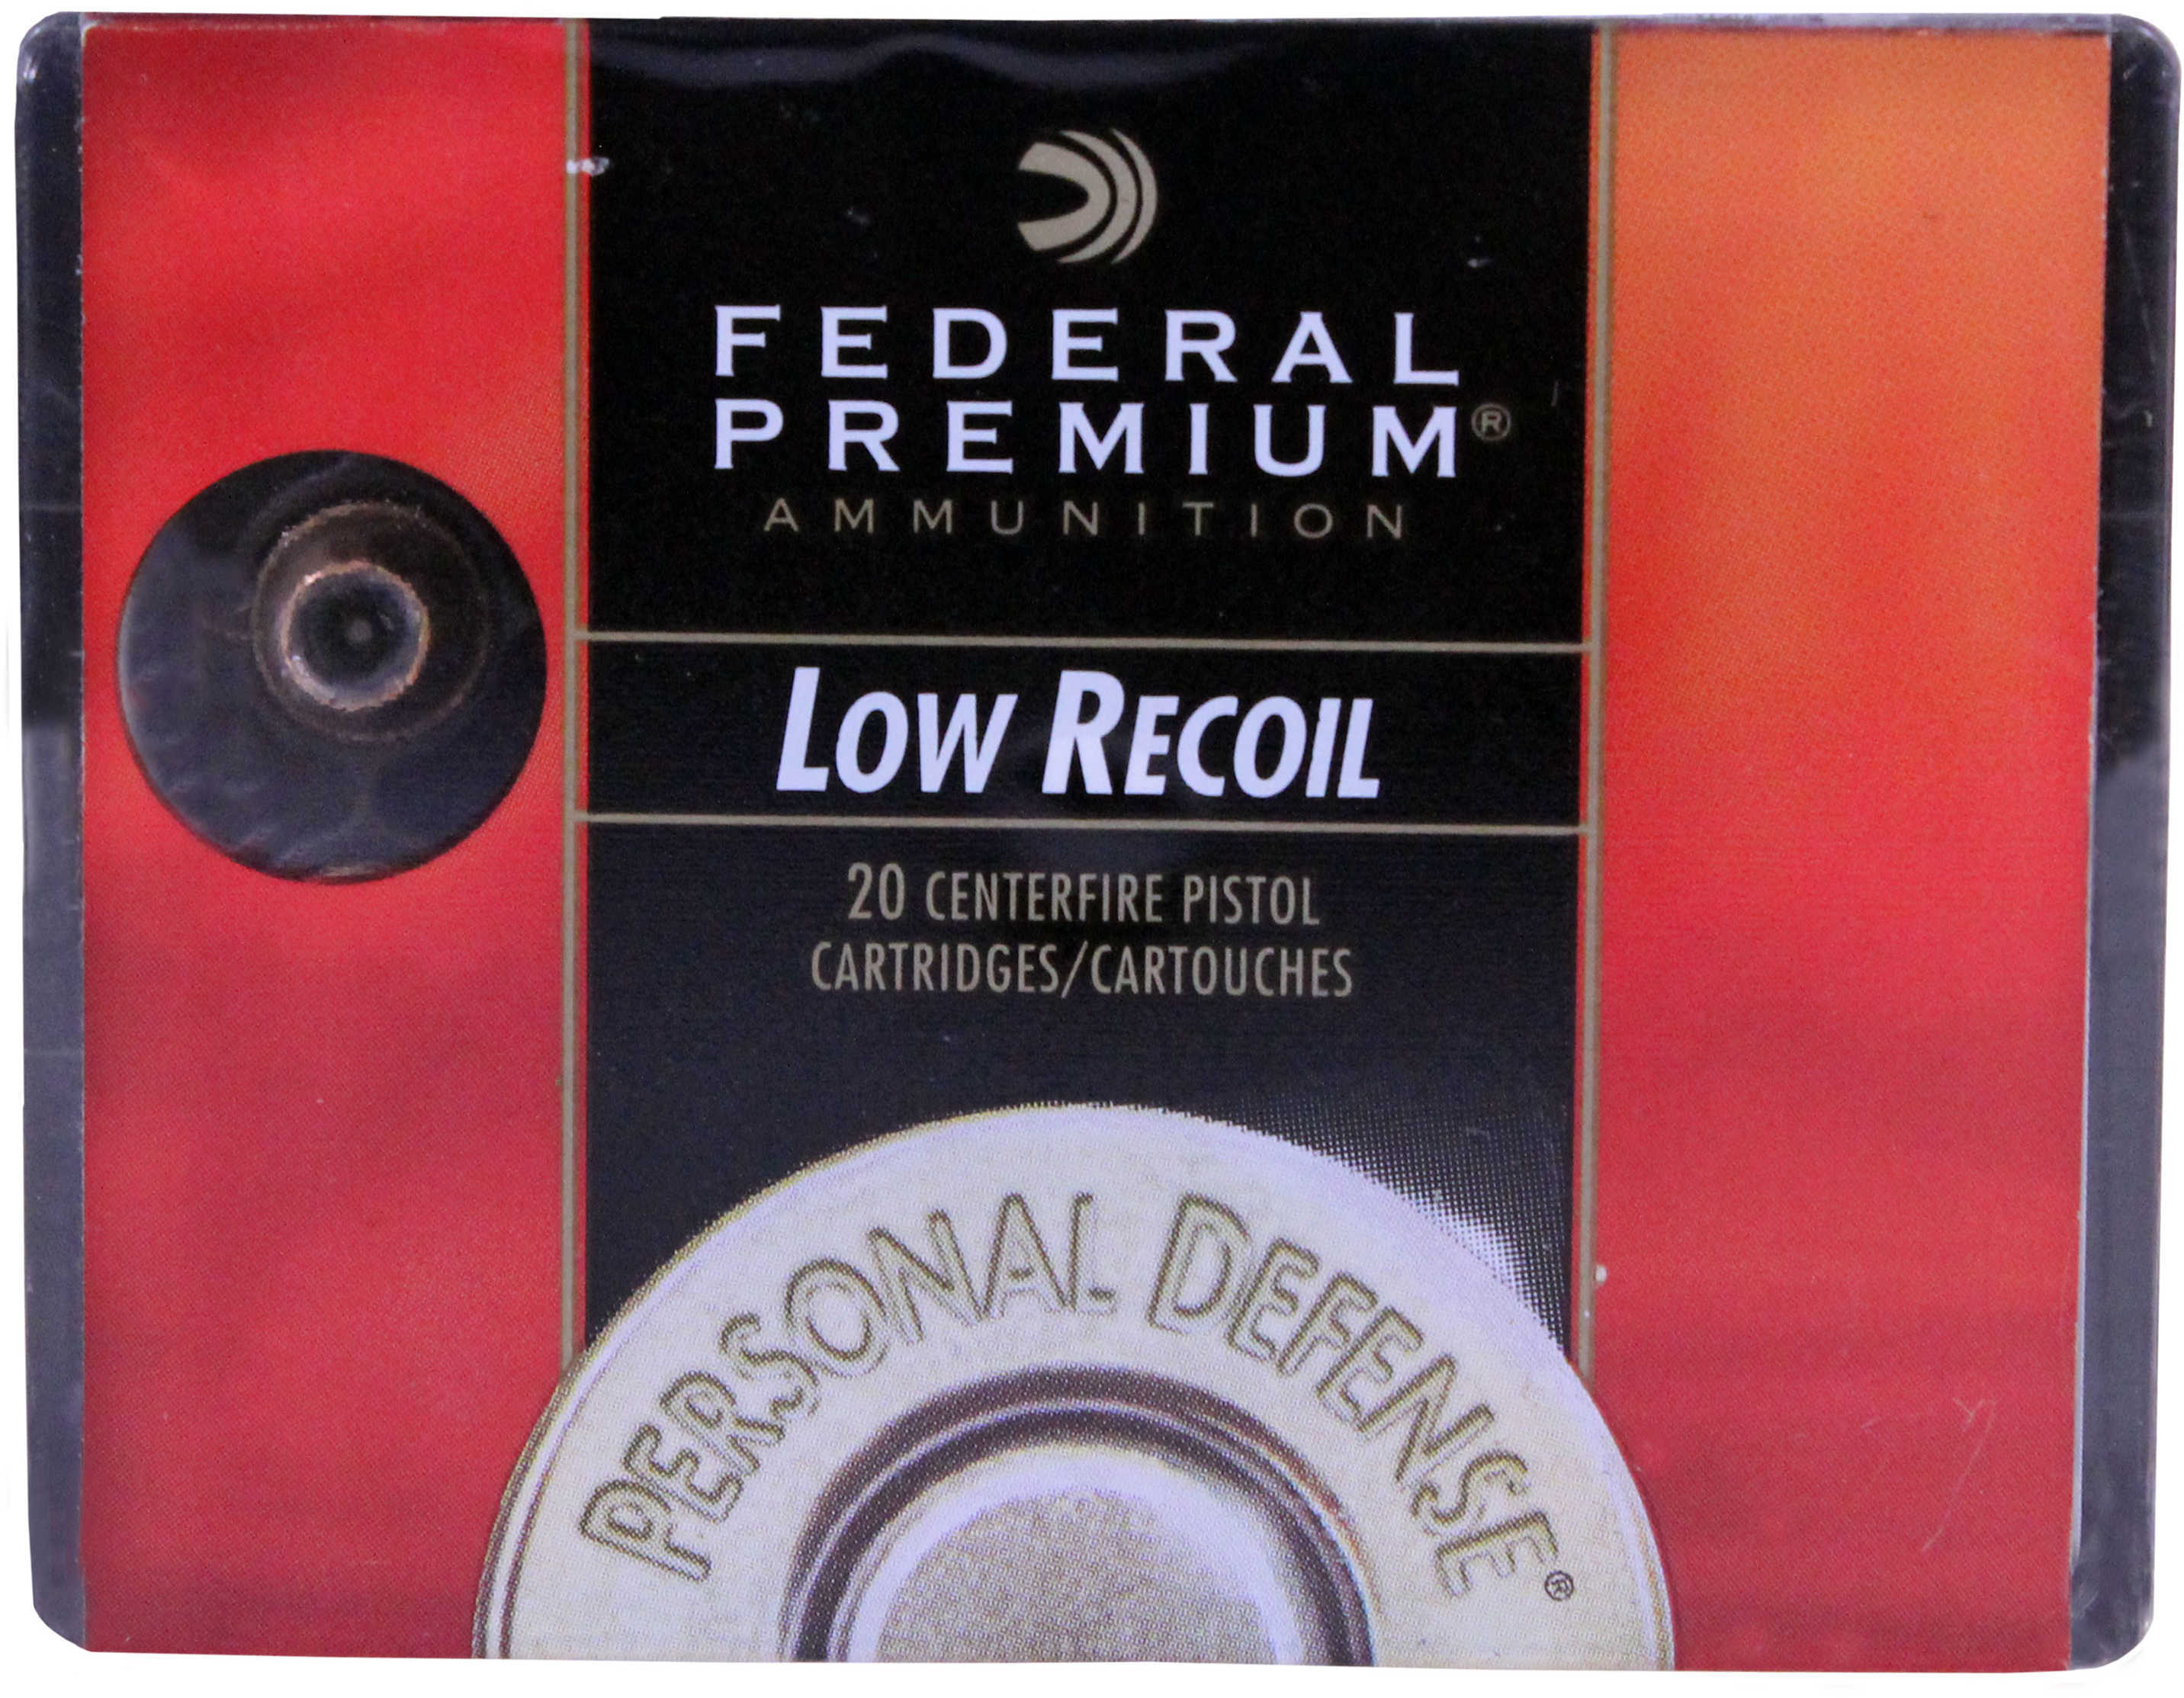 FEDERAL
PREMIUM®
AMMUNITION
LOW RECOIL
20 CENTERFIRE PISTOL
CARTRIDGES/CARTOUCHES
PERSONAL DEFENSE®